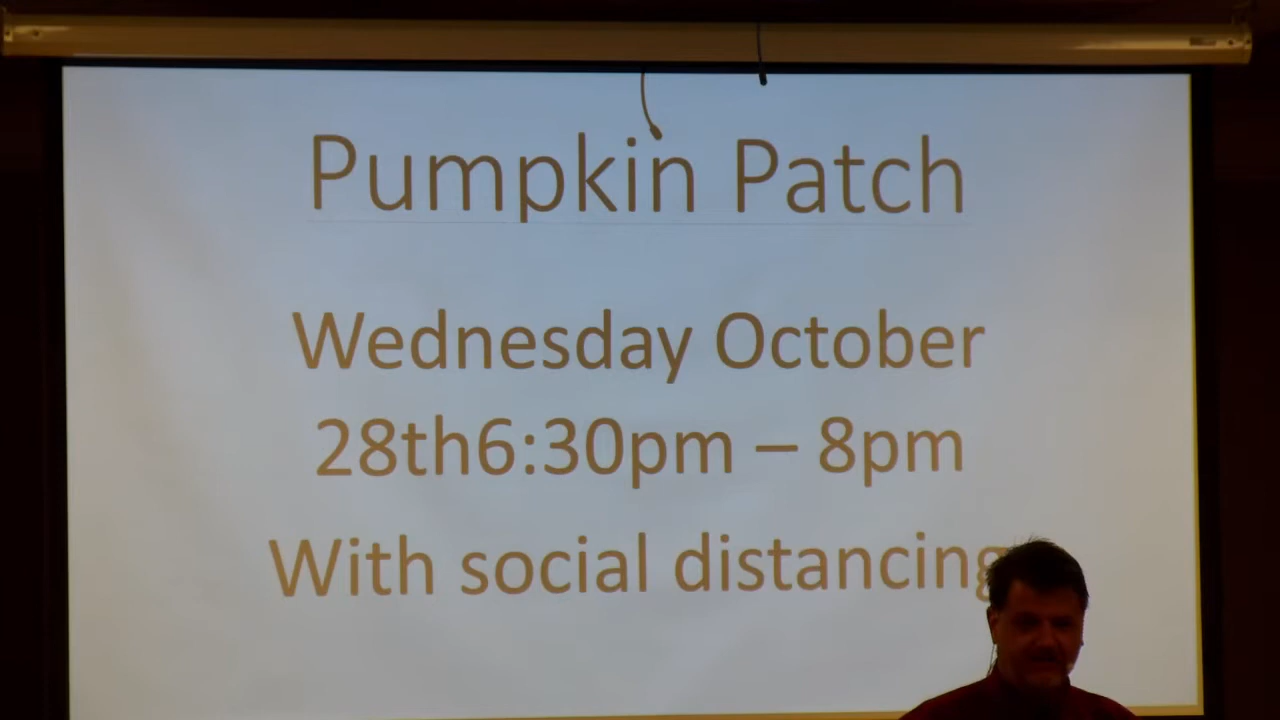 Pumpkin Patch
Wednesday October
28th6:30pm – 8pm
With social distancing